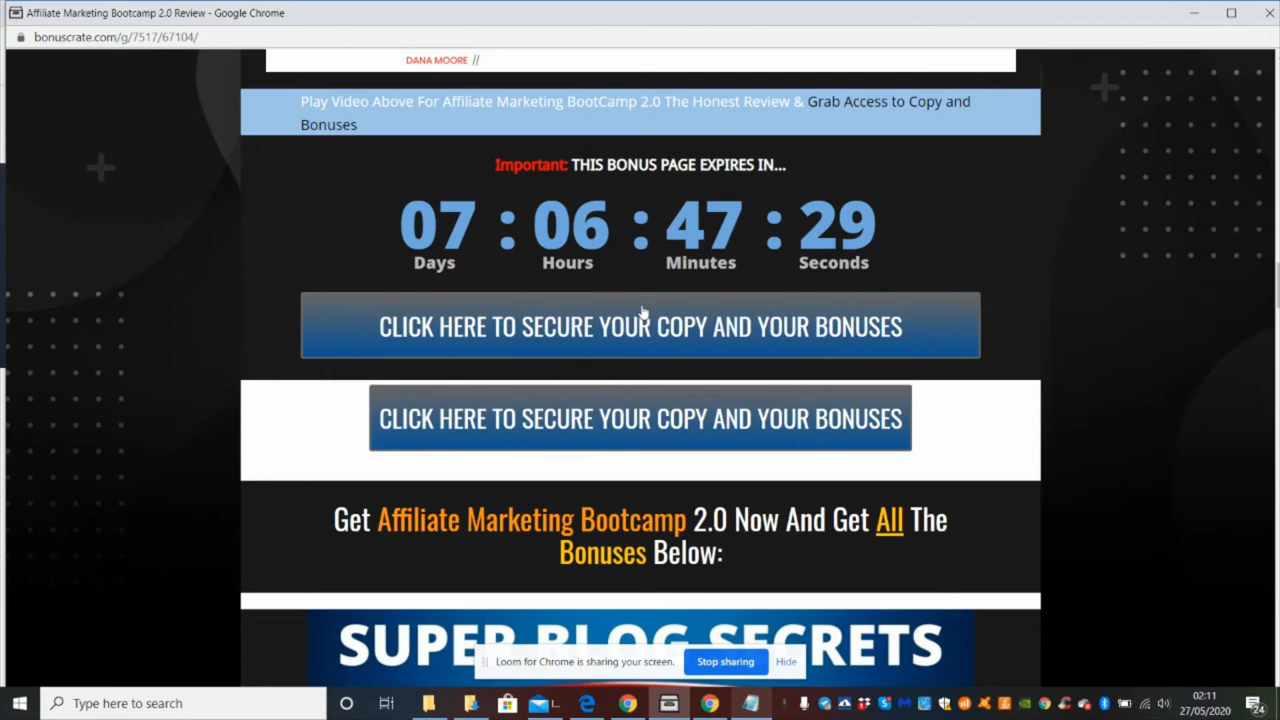 Affiliate Marketing Bootcamp 2.0 Review - Google Chrome
bonuscrate.com/g/7517/67104/
DANA MOORE //
Play Video Above For Affiliate Marketing BootCamp 2.0 The Honest Review & Grab Access to Copy and
Bonuses
Important: THIS BONUS PAGE EXPIRES IN...
07 : 06 : 47 : 29
Days Hours Minutes Seconds
CLICK HERE TO SECURE YOUR COPY AND YOUR BONUSES
CLICK HERE TO SECURE YOUR COPY AND YOUR BONUSES
Get Affiliate Marketing Bootcamp 2.0 Now And Get All The
Bonuses Below:
SUPER BLOG SECRETS
Loom for Chrome is sharing your screen. Stop sharing Hide
Type here to search
02:11
27/05/2020
24